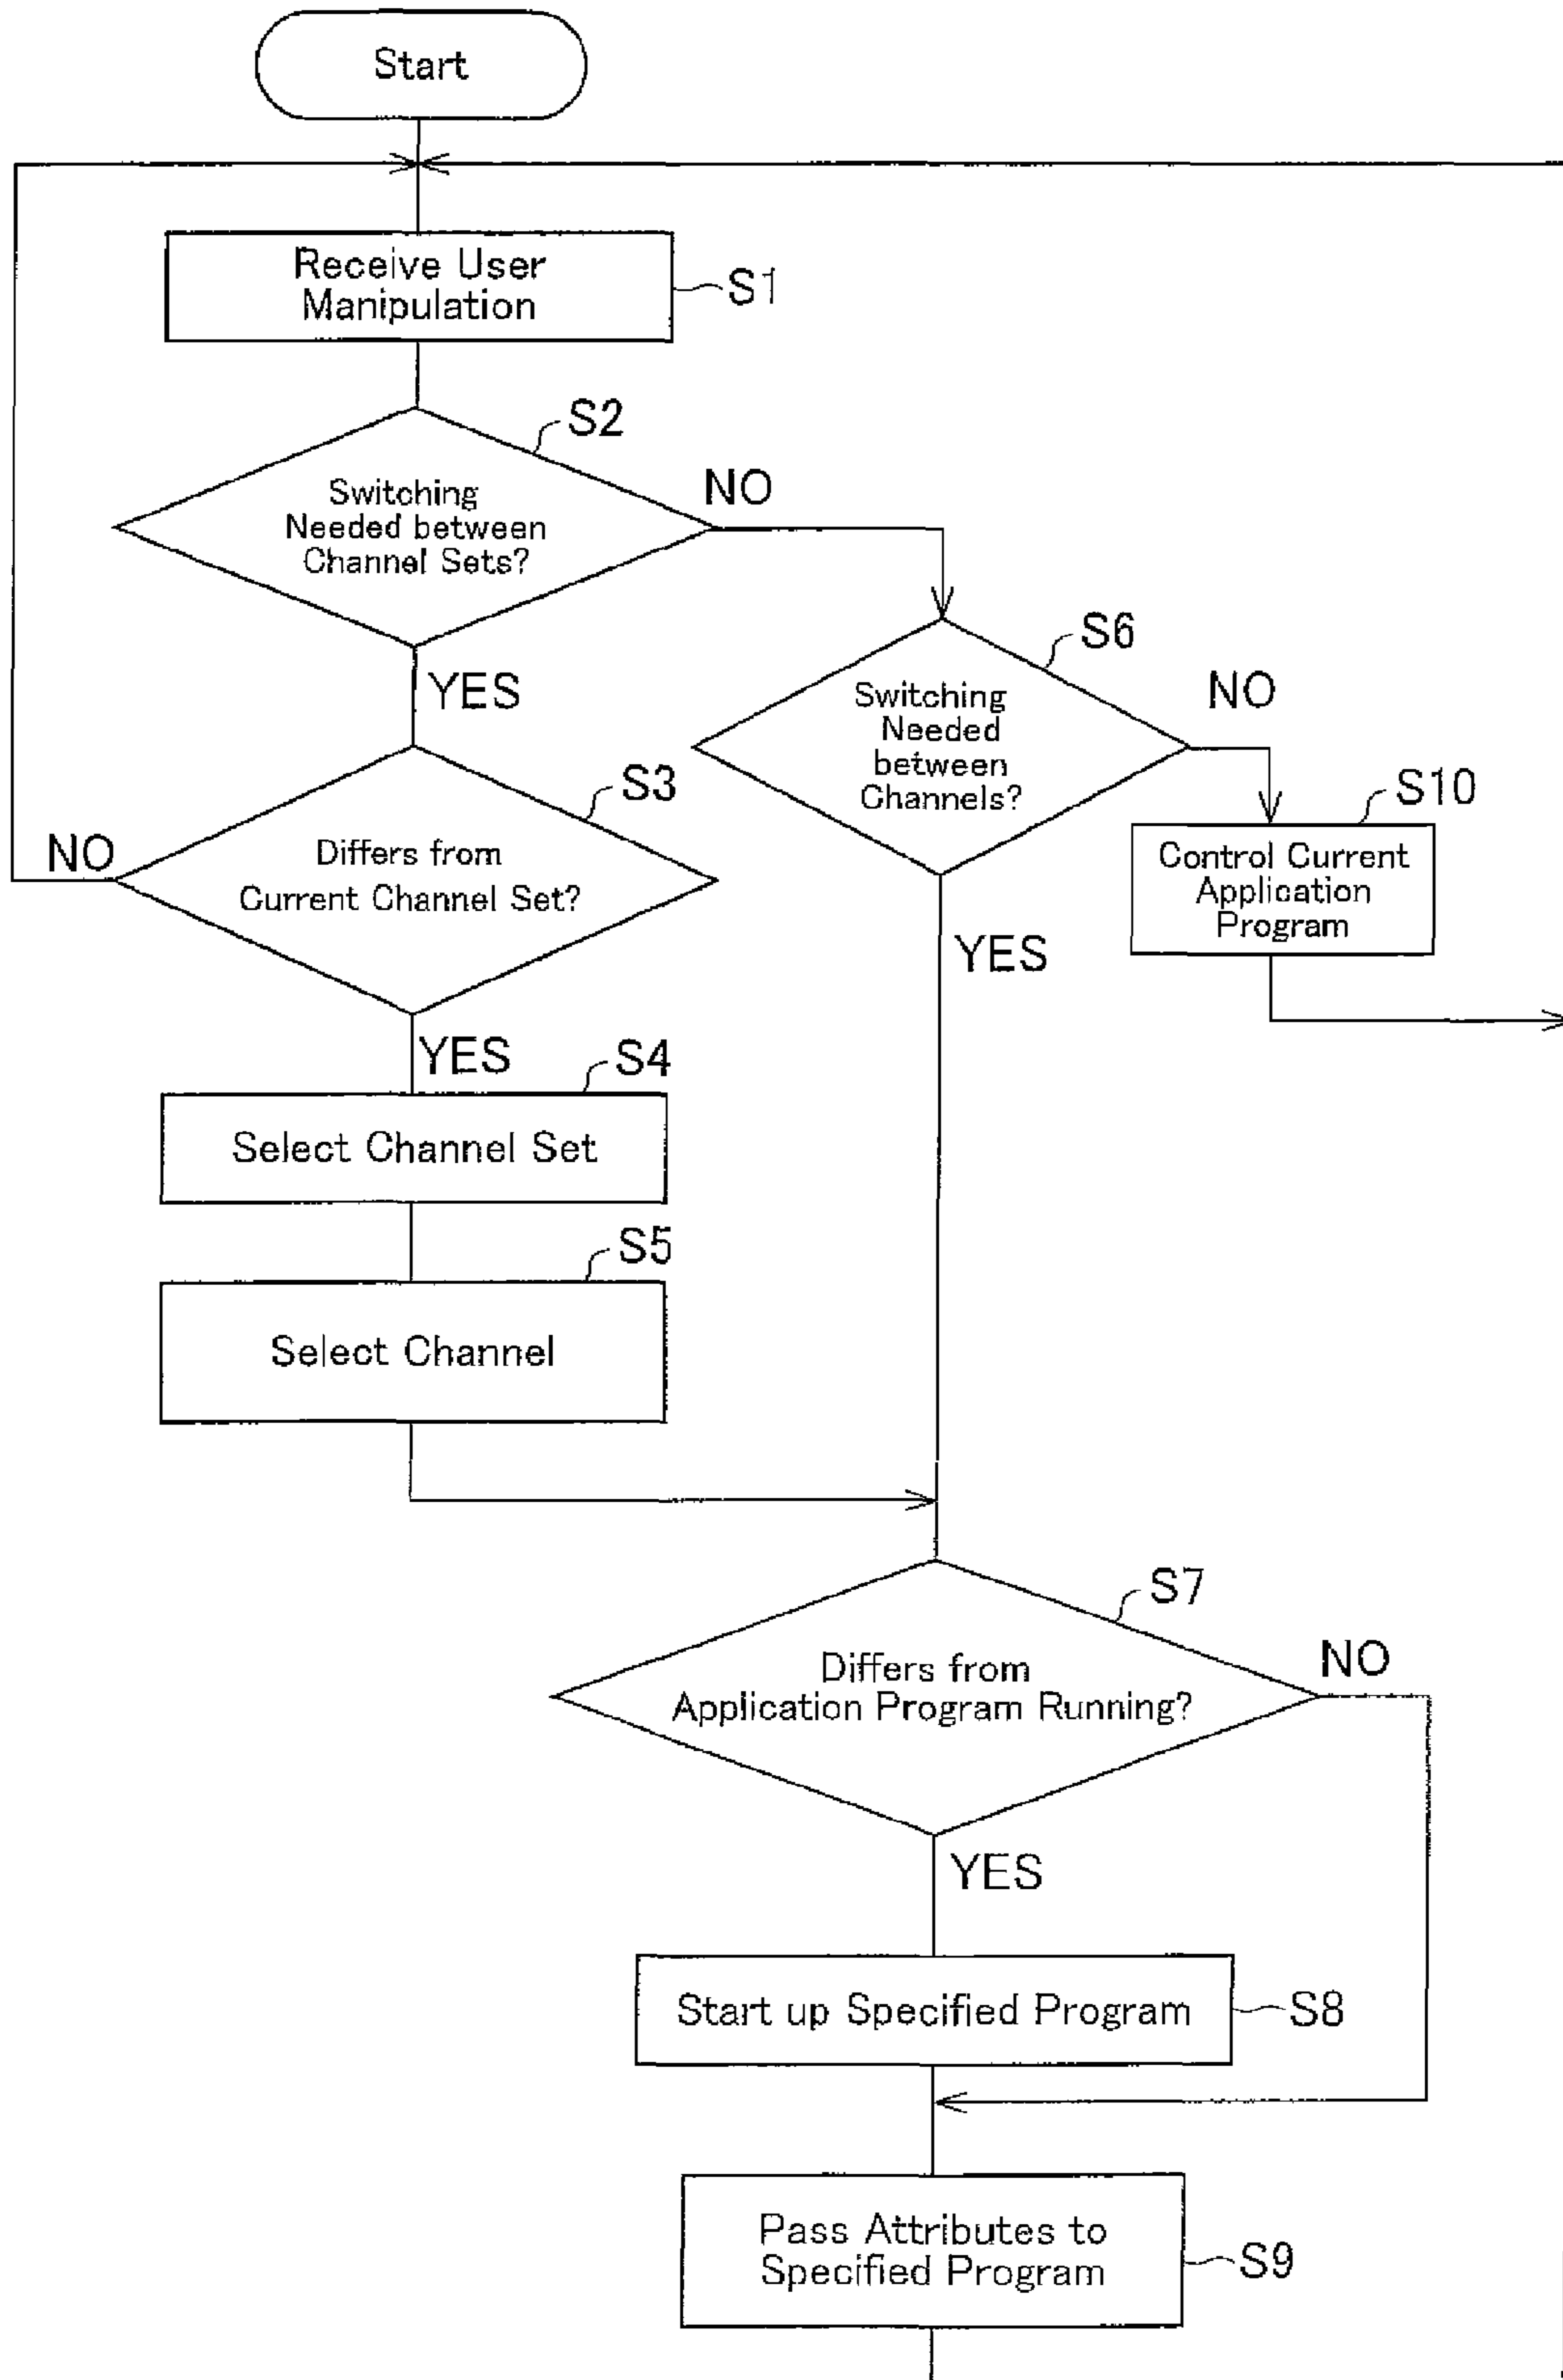 Start
Receive User
Manipulation
S1
S2
Switching
Needed between
Channel Sets?
NO
YES
S6
Switching
Needed
between
Channels?
NO
YES
S3
Differs from
Current Channel Set?
NO
YES
S10
Control Current
Application
Program
S4
Select Channel Set
S5
Select Channel
S7
Differs from
Application Program Running?
NO
YES
Start up Specified Program
S8
Pass Attributes to
Specified Program
S9